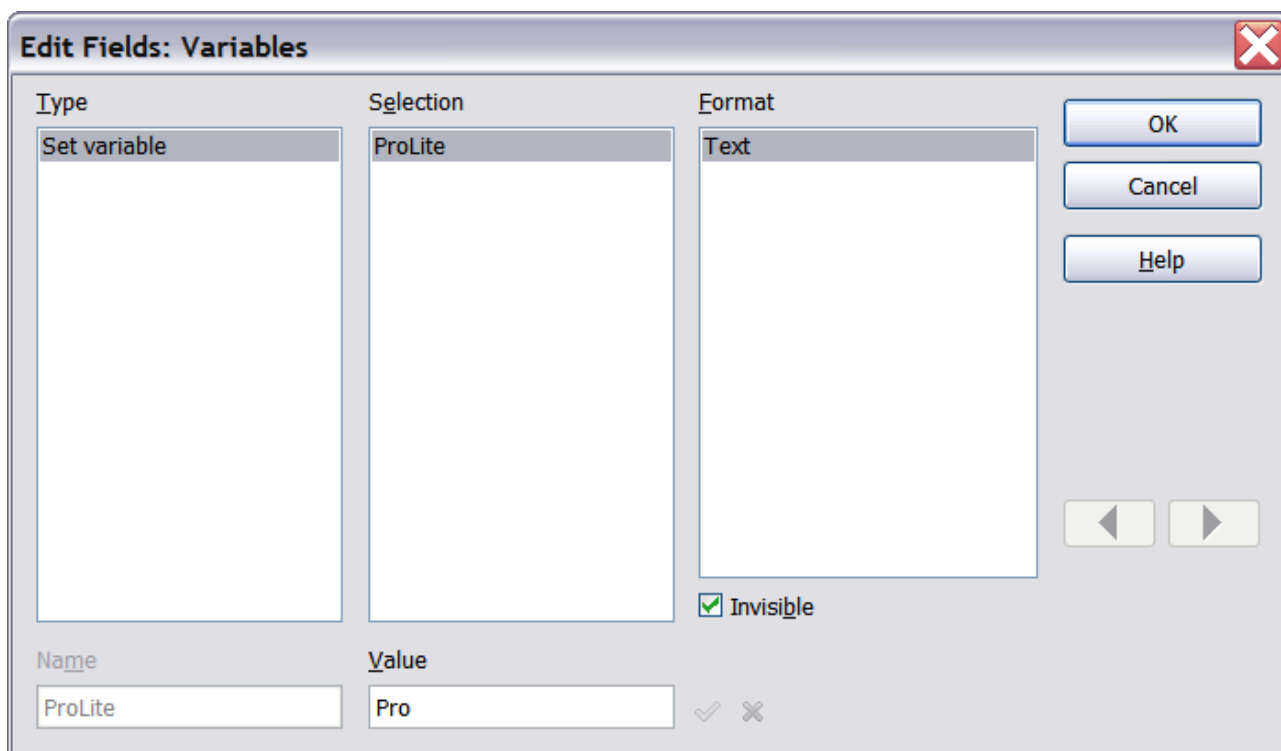 Edit Fields: Variables
Type
Selection
Format
Set variable
ProLite
Text
OK
Cancel
Help
Invisible
Name
Value
ProLite
Pro